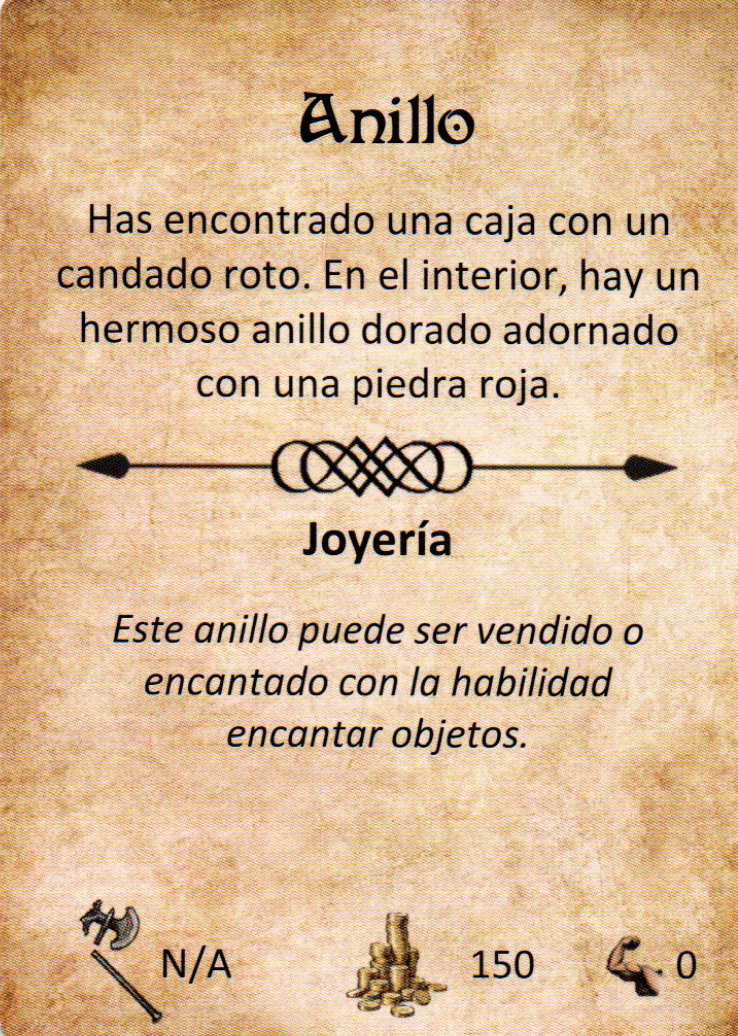 Anillo
Has encontrado una caja con un
candado roto. En el interior, hay un
hermoso anillo dorado adornado
con una piedra roja.
Joyería
Este anillo puede ser vendido o
encantado con la habilidad
encantar objetos.
N/A 150 0